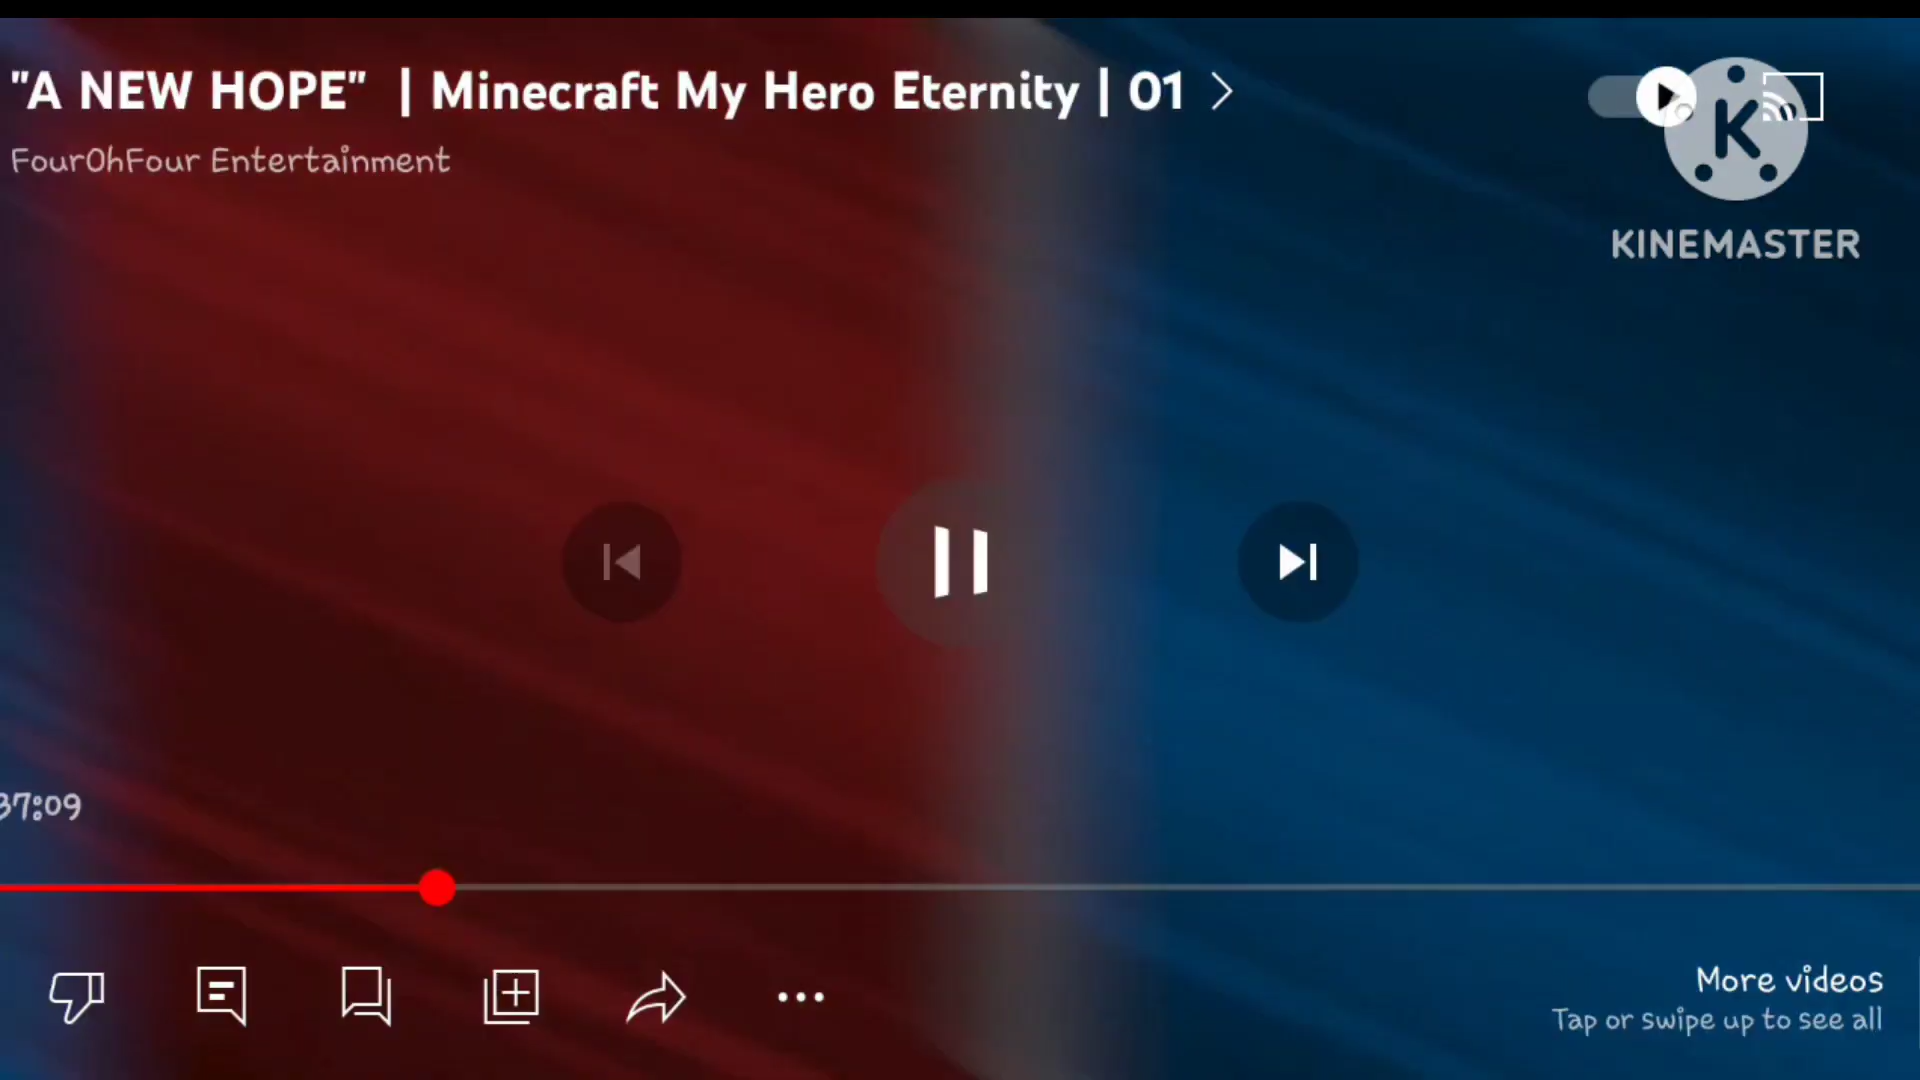 "A NEW HOPE" | Minecraft My Hero Eternity | 01
FourOhFour Entertainment
K
KINEMASTER
37:09
More videos
Tap or swipe up to see all